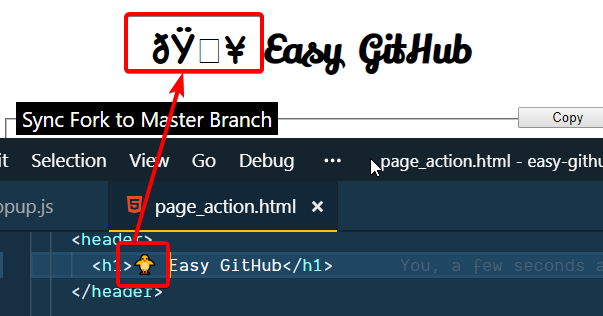 ðŸ□¥ Easy GitHub
Sync Fork to Master Branch
Copy
it Selection View Go Debug ··· page_action.html - easy-githu
opup.js page_action.html ×
<header>
<h1>🐥 Easy GitHub</h1> You, a few seconds a
</header>